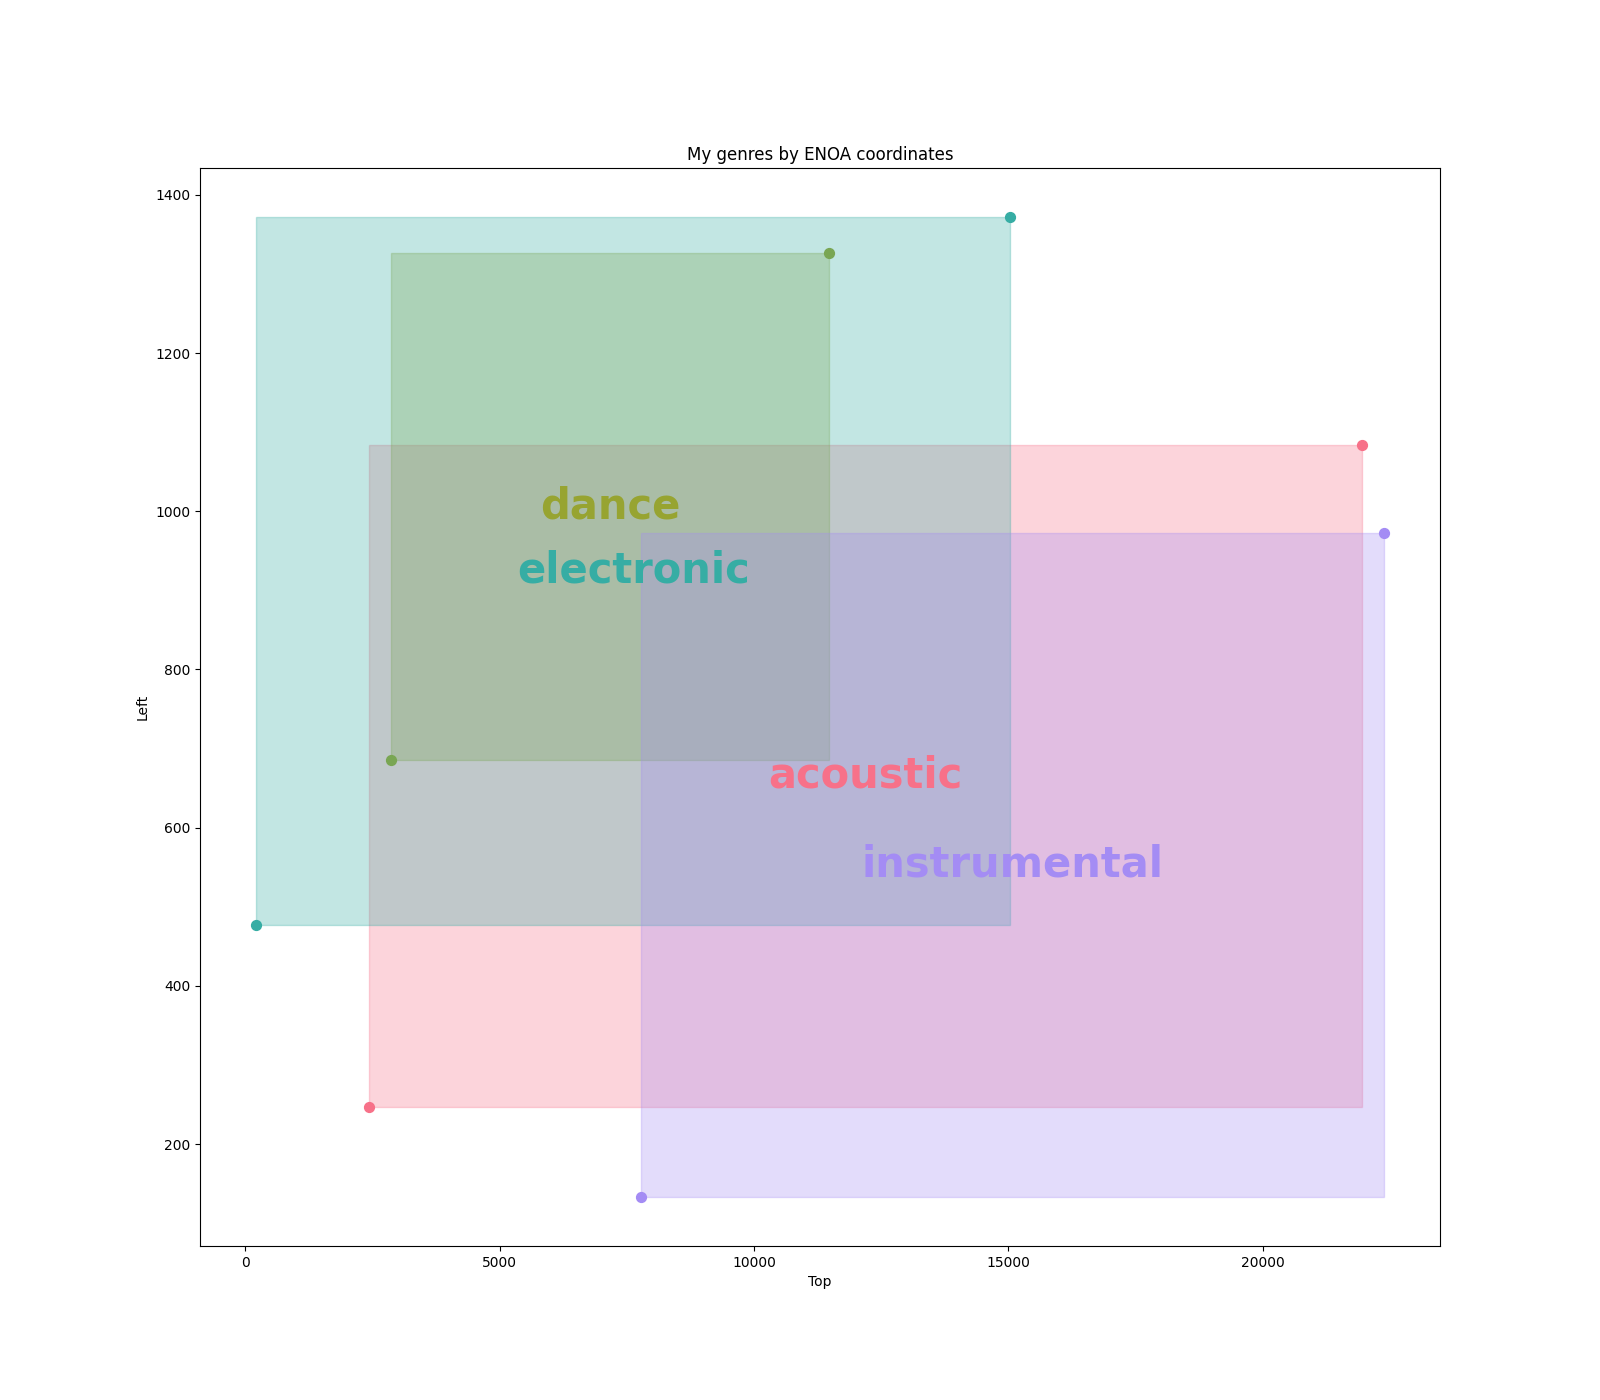 My genres by ENOA coordinates
1400
1200
1000
800
600
400
200
Left
dance
electronic
acoustic
instrumental
0 5000 10000 15000 20000
Top